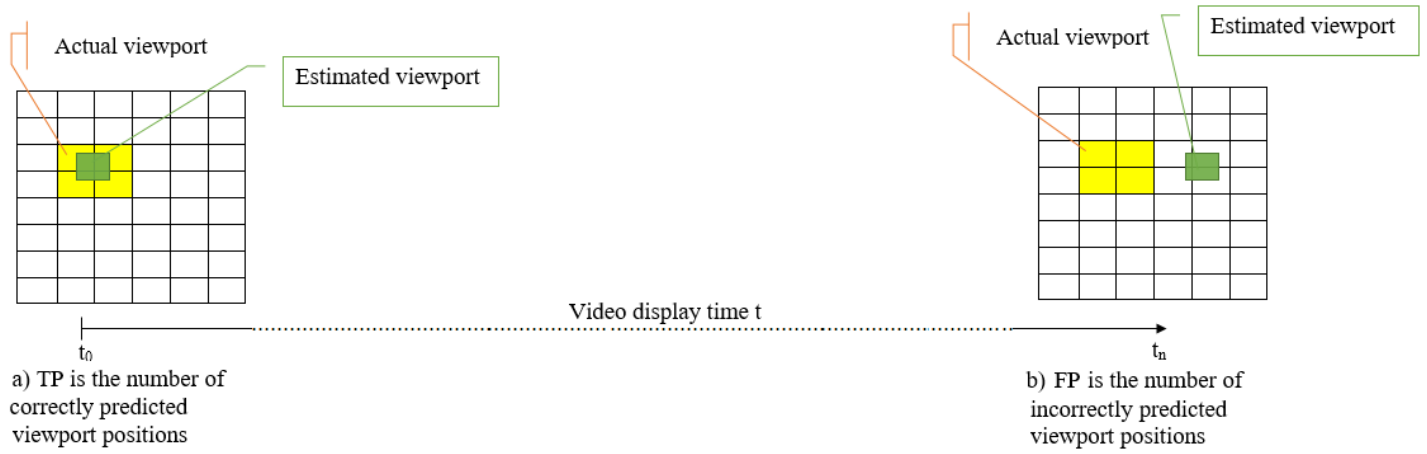 Actual viewport
Estimated viewport
Actual viewport
Estimated viewport
Video display time t
t₀
tₙ
a) TP is the number of
correctly predicted
viewport positions
b) FP is the number of
incorrectly predicted
viewport positions